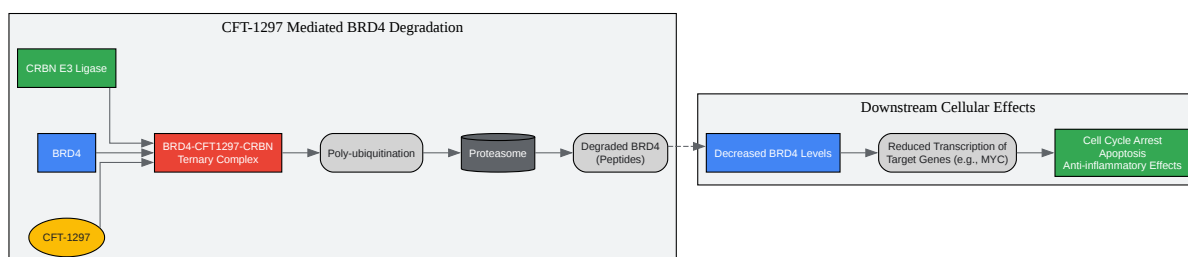 CFT-1297 Mediated BRD4 Degradation
CRBN E3 Ligase
BRD4
CFT-1297
BRD4-CFT1297-CRBN
Ternary Complex
Poly-ubiquitination
Proteasome
Degraded BRD4
(Peptides)
Downstream Cellular Effects
Decreased BRD4 Levels
Reduced Transcription of
Target Genes (e.g., MYC)
Cell Cycle Arrest
Apoptosis
Anti-inflammatory Effects